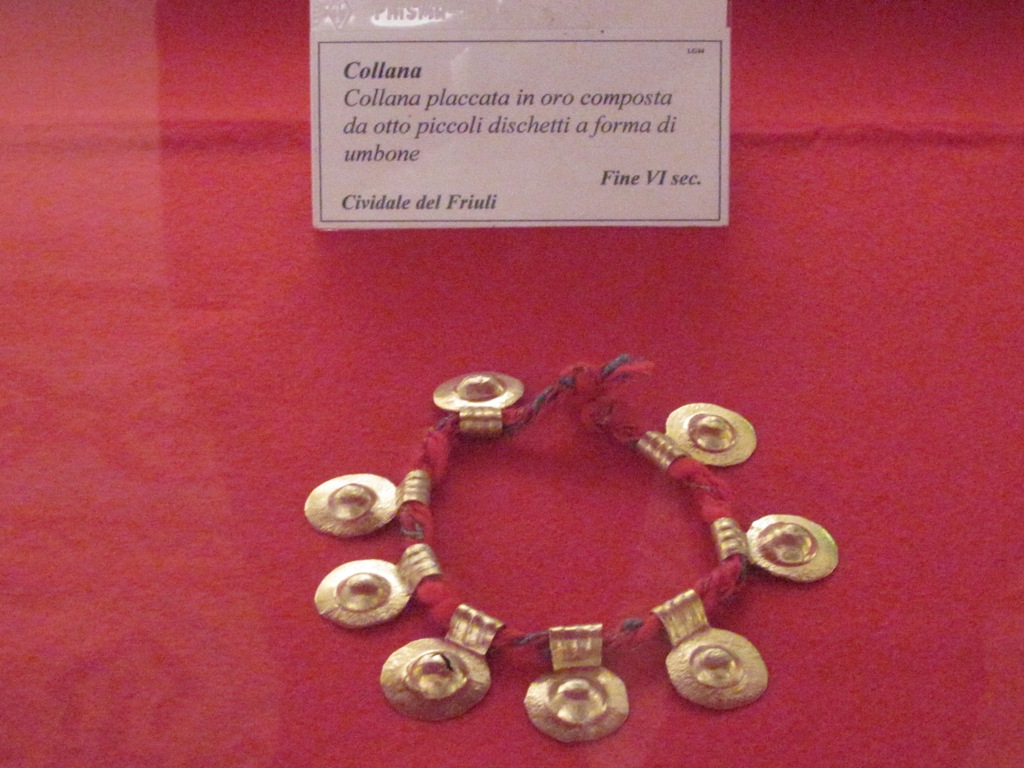 Collana
Collana placcata in oro composta
da otto piccoli dischetti a forma di
umbone
Fine VI sec.
Cividale del Friuli